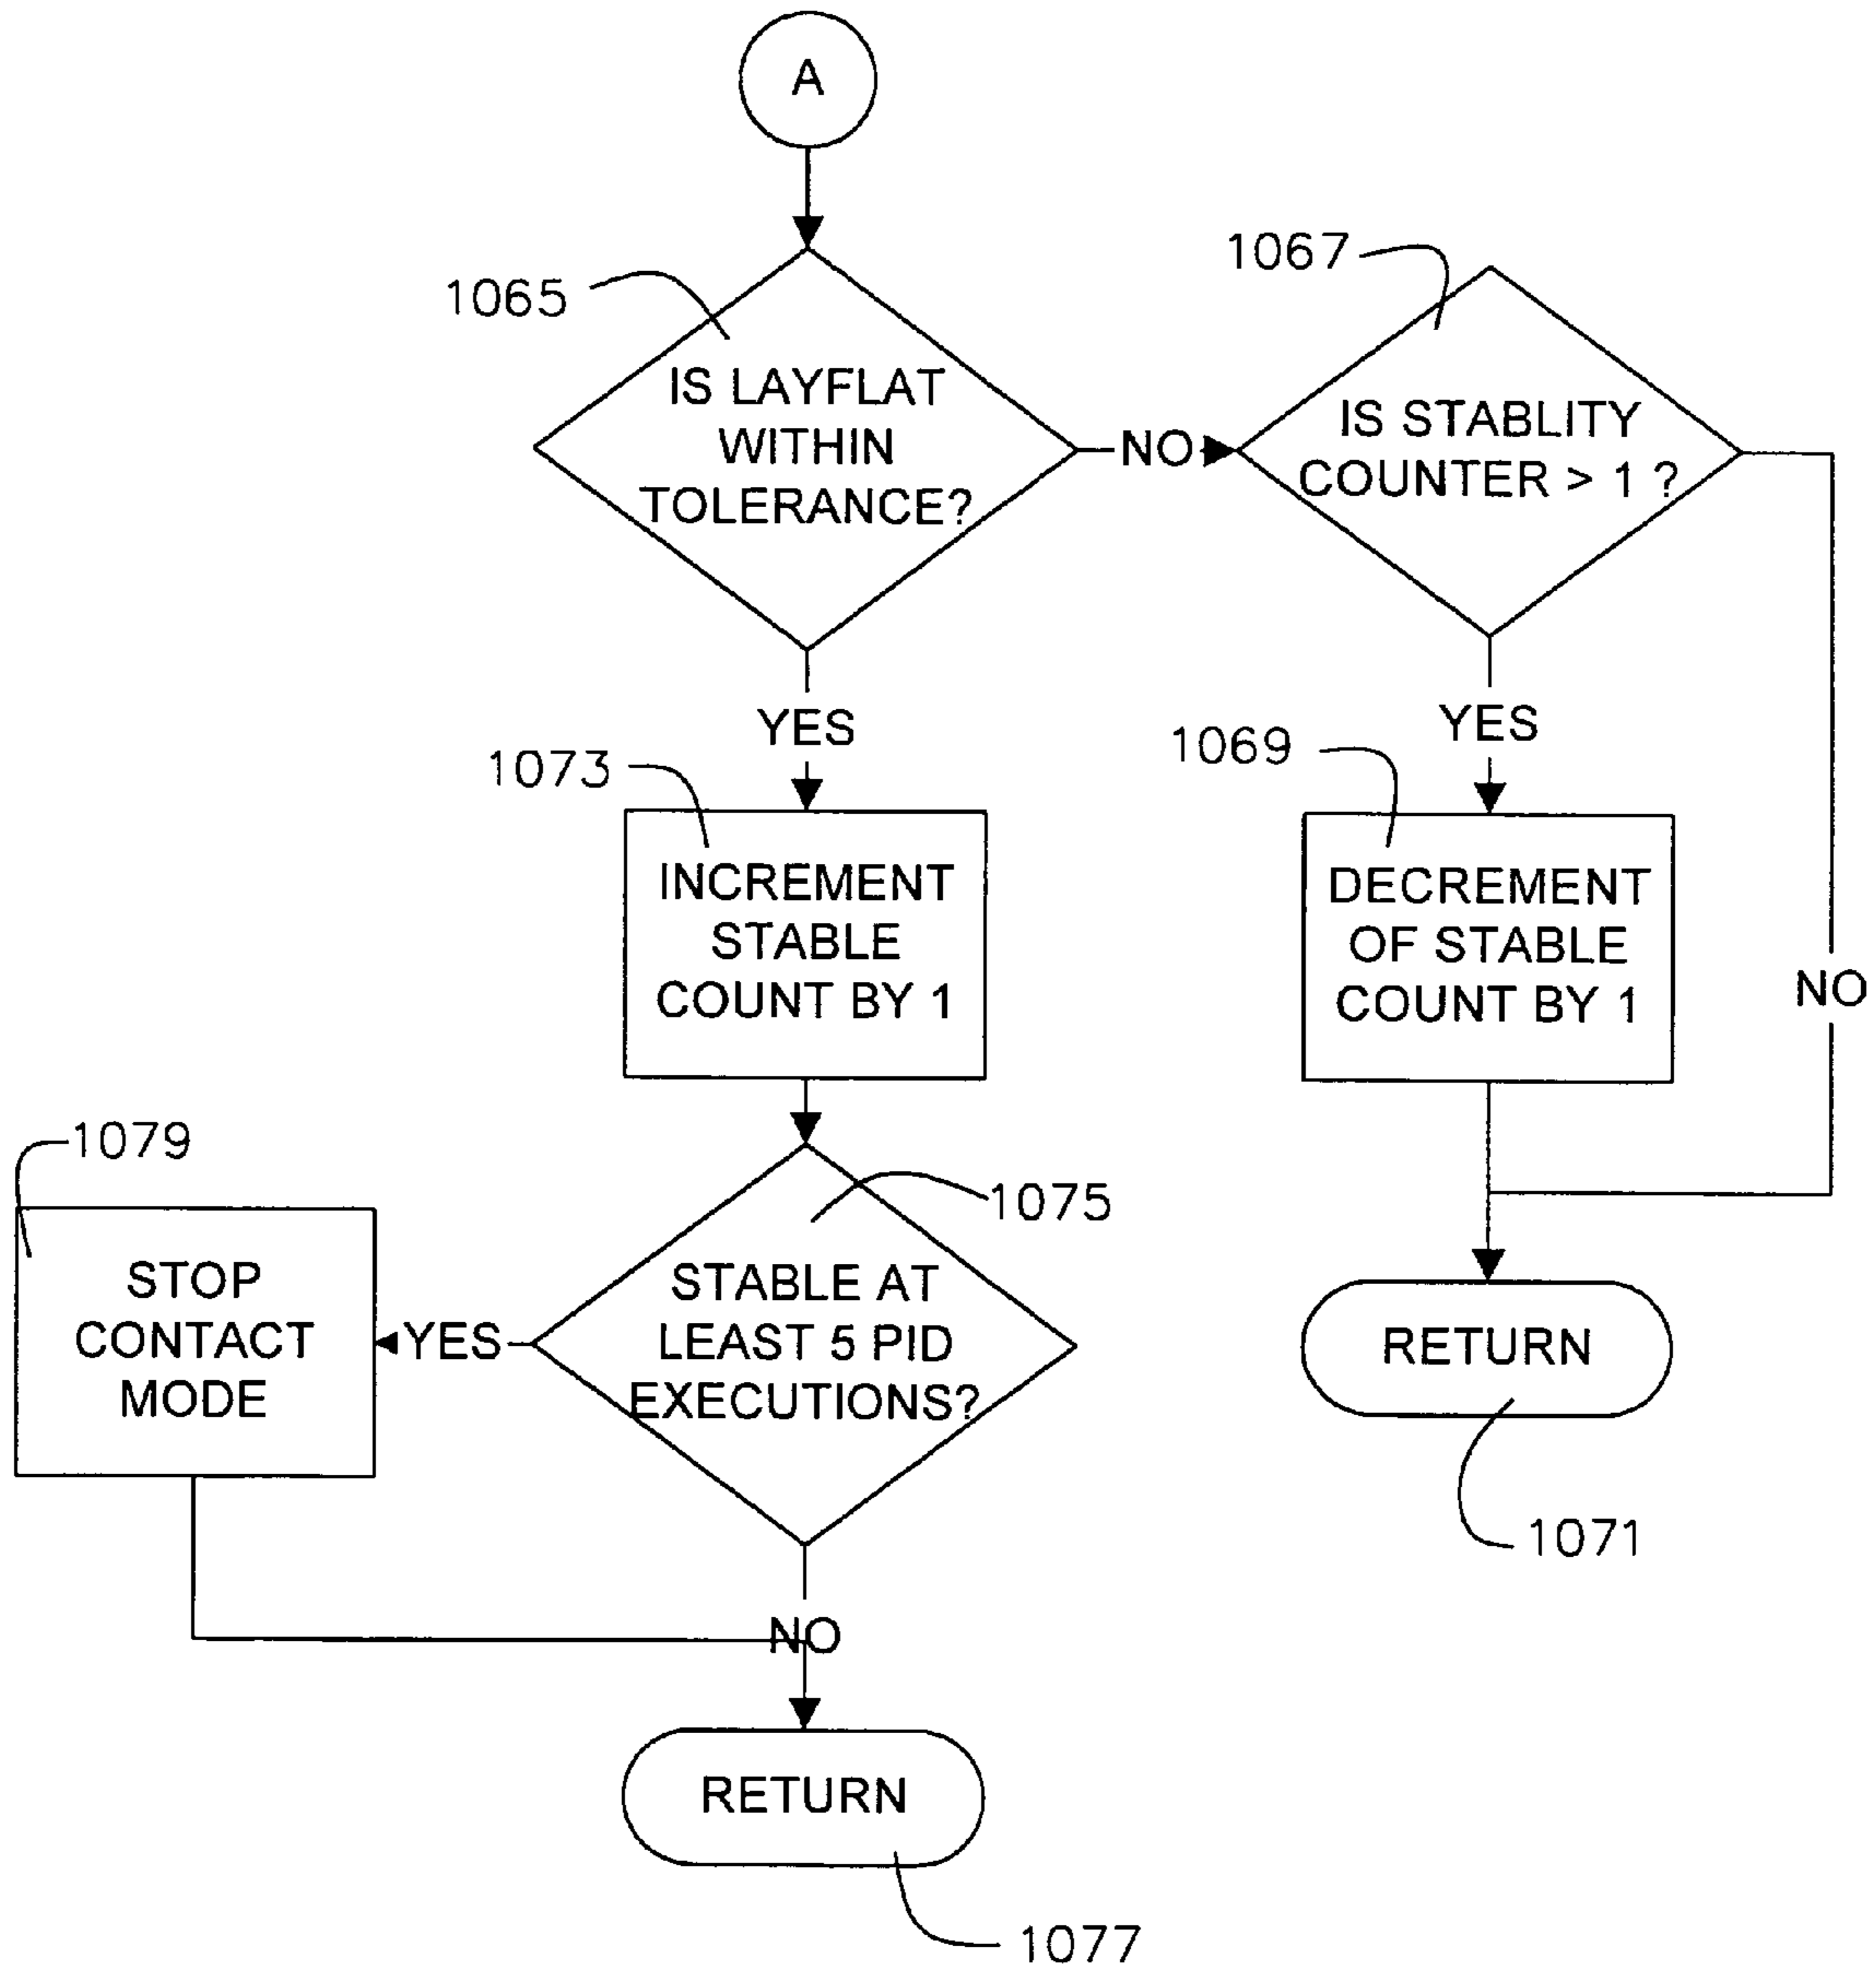 A
1065
IS LAYFLAT
WITHIN
TOLERANCE?
NO
1067
IS STABLITY
COUNTER > 1 ?
YES
1073
INCREMENT
STABLE
COUNT BY 1
YES
1069
DECREMENT
OF STABLE
COUNT BY 1
NO
1079
STOP
CONTACT
MODE
YES
1075
STABLE AT
LEAST 5 PID
EXECUTIONS?
NO
RETURN
1071
RETURN
1077